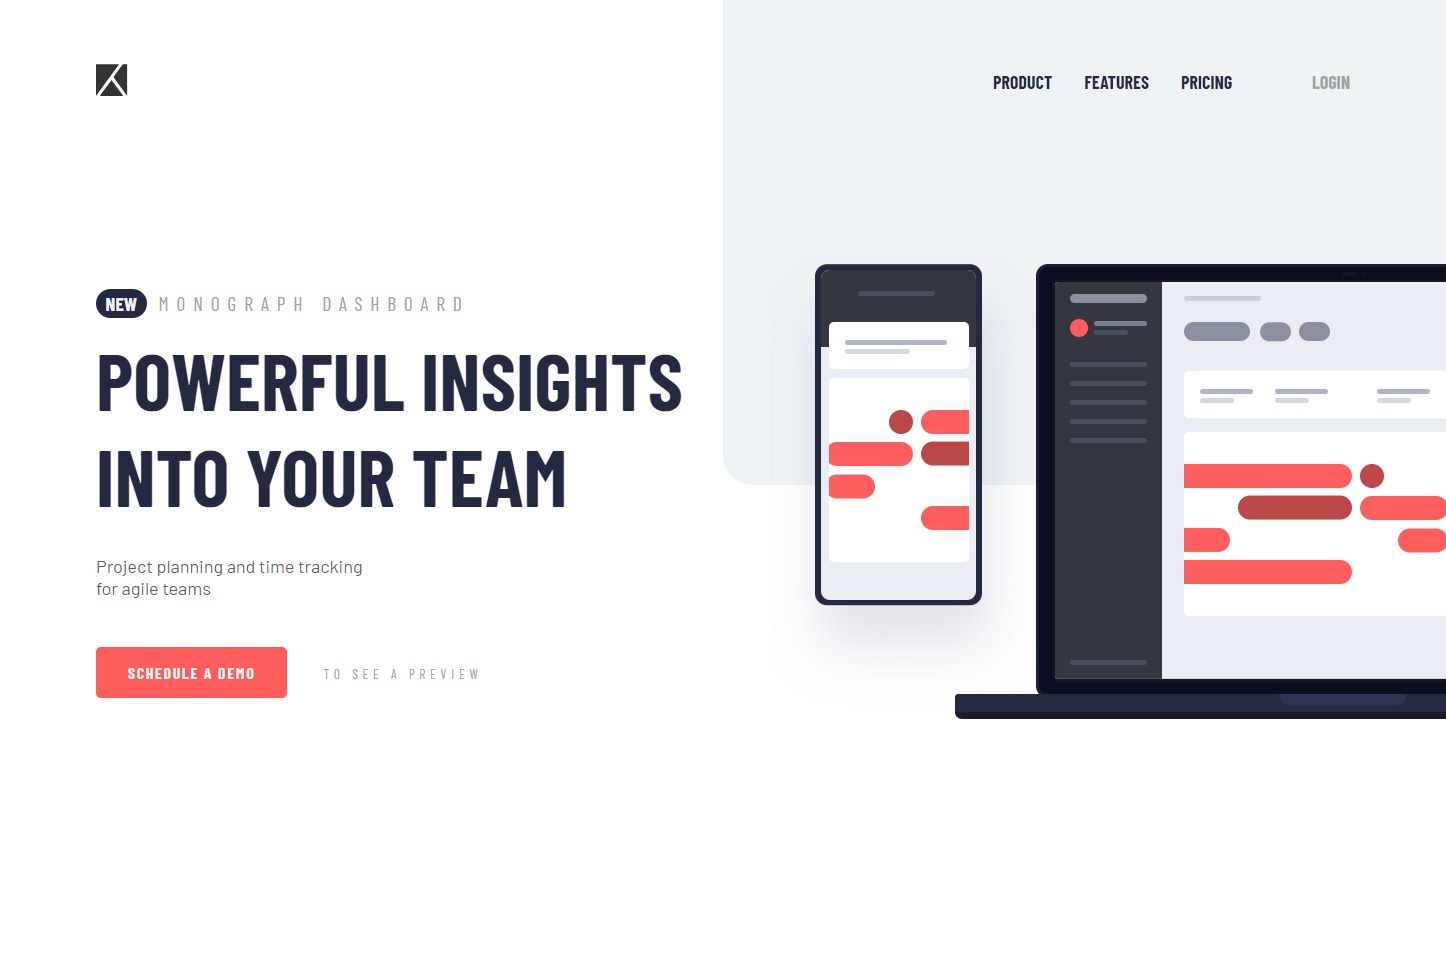 PRODUCT FEATURES PRICING LOGIN
NEW MONOGRAPH DASHBOARD
POWERFUL INSIGHTS
INTO YOUR TEAM
Project planning and time tracking
for agile teams
SCHEDULE A DEMO TO SEE A PREVIEW